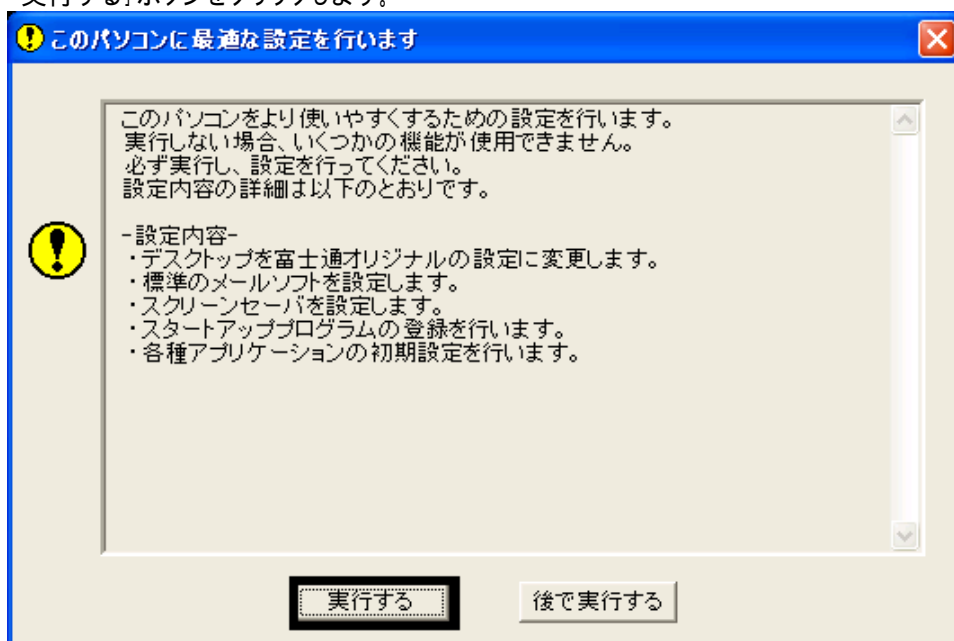 実行する」ボタンをクリックします。
このパソコンに最適な設定を行います
このパソコンをより使いやすくするための設定を行います。
実行しない場合、いくつかの機能が使用できません。
必ず実行し、設定を行ってください。
設定内容の詳細は以下のとおりです。
-設定内容-
・デスクトップを富士通オリジナルの設定に変更します。
・標準のメールソフトを設定します。
・スクリーンセーバを設定します。
・スタートアッププログラムの登録を行います。
・各種アプリケーションの初期設定を行います。
実行する
後で実行する